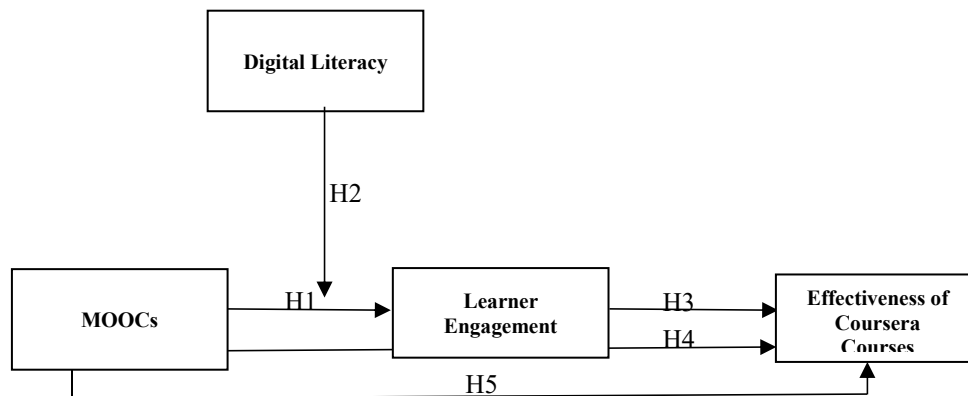 Digital Literacy
H2
MOOCs
H1
Learner
Engagement
H3
H4
Effectiveness of
Coursera
Courses
H5